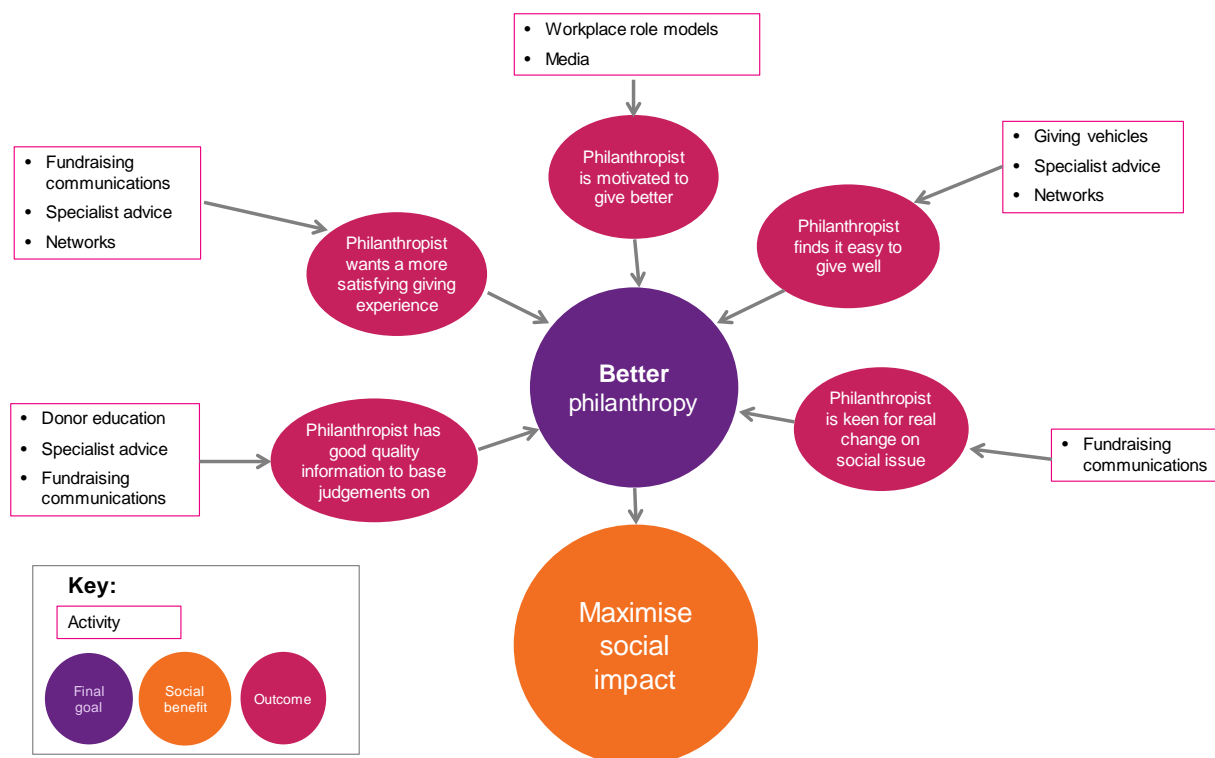 • Workplace role models
• Media
Philanthropist
is motivated to
give better
• Giving vehicles
• Specialist advice
• Networks
• Fundraising
communications
• Specialist advice
• Networks
Philanthropist
finds it easy to
give well
Philanthropist
wants a more
satisfying giving
experience
Better
philanthropy
Philanthropist
is keen for real
change on
social issue
• Donor education
• Specialist advice
• Fundraising
communications
Philanthropist has
good quality
information to base
judgements on
• Fundraising
communications
Maximise
social
impact
Key:
Activity
Final
goal
Social
benefit
Outcome